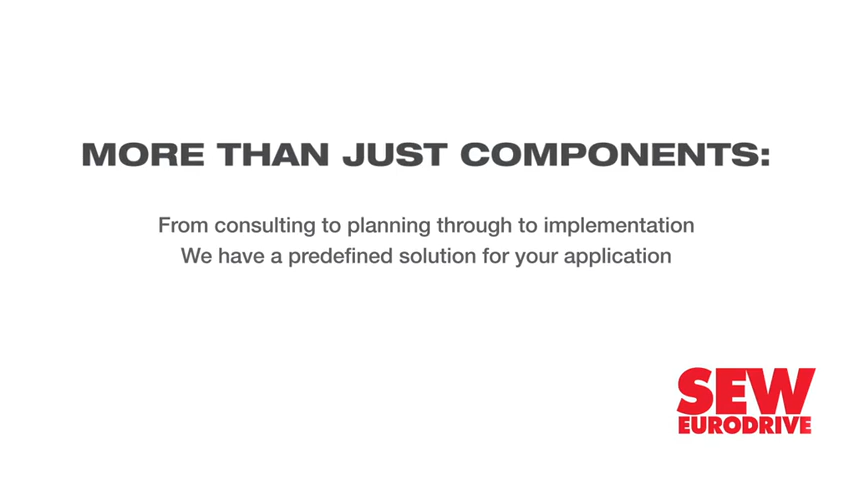 MORE THAN JUST COMPONENTS:
From consulting to planning through to implementation
We have a predefined solution for your application
SEW
EURODRIVE